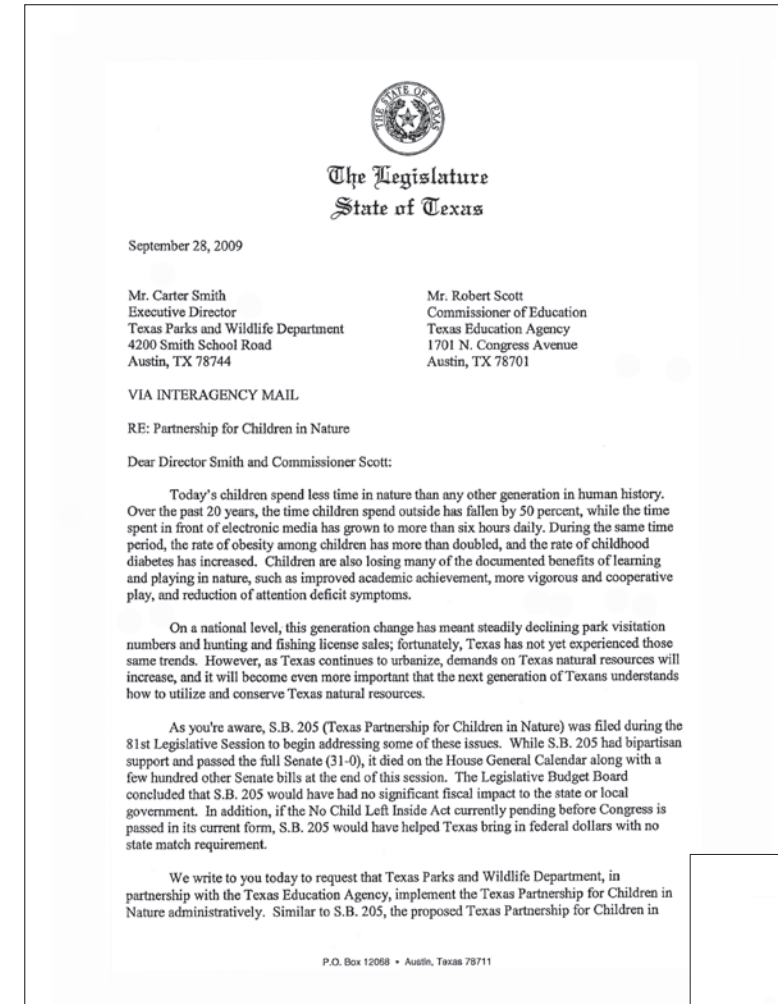 THE STATE OF TEXAS
The Legislature
State of Texas
September 28, 2009
Mr. Carter Smith
Executive Director
Texas Parks and Wildlife Department
4200 Smith School Road
Austin, TX 78744
Mr. Robert Scott
Commissioner of Education
Texas Education Agency
1701 N. Congress Avenue
Austin, TX 78701
VIA INTERAGENCY MAIL
RE: Partnership for Children in Nature
Dear Director Smith and Commissioner Scott:
Today's children spend less time in nature than any other generation in human history.
Over the past 20 years, the time children spend outside has fallen by 50 percent, while the time
spent in front of electronic media has grown to more than six hours daily. During the same time
period, the rate of obesity among children has more than doubled, and the rate of childhood
diabetes has increased. Children are also losing many of the documented benefits of learning
and playing in nature, such as improved academic achievement, more vigorous and cooperative
play, and reduction of attention deficit symptoms.
On a national level, this generation change has meant steadily declining park visitation
numbers and hunting and fishing license sales; fortunately, Texas has not yet experienced those
same trends. However, as Texas continues to urbanize, demands on Texas natural resources will
increase, and it will become even more important that the next generation of Texans understands
how to utilize and conserve Texas natural resources.
As you're aware, S.B. 205 (Texas Partnership for Children in Nature) was filed during the
81st Legislative Session to begin addressing some of these issues. While S.B. 205 had bipartisan
support and passed the full Senate (31-0), it died on the House General Calendar along with a
few hundred other Senate bills at the end of this session. The Legislative Budget Board
concluded that S.B. 205 would have had no significant fiscal impact to the state or local
government. In addition, if the No Child Left Inside Act currently pending before Congress is
passed in its current form, S.B. 205 would have helped Texas bring in federal dollars with no
state match requirement.
We write to you today to request that Texas Parks and Wildlife Department, in
partnership with the Texas Education Agency, implement the Texas Partnership for Children in
Nature administratively. Similar to S.B. 205, the proposed Texas Partnership for Children in
P.O. Box 12068 • Austin, Texas 78711